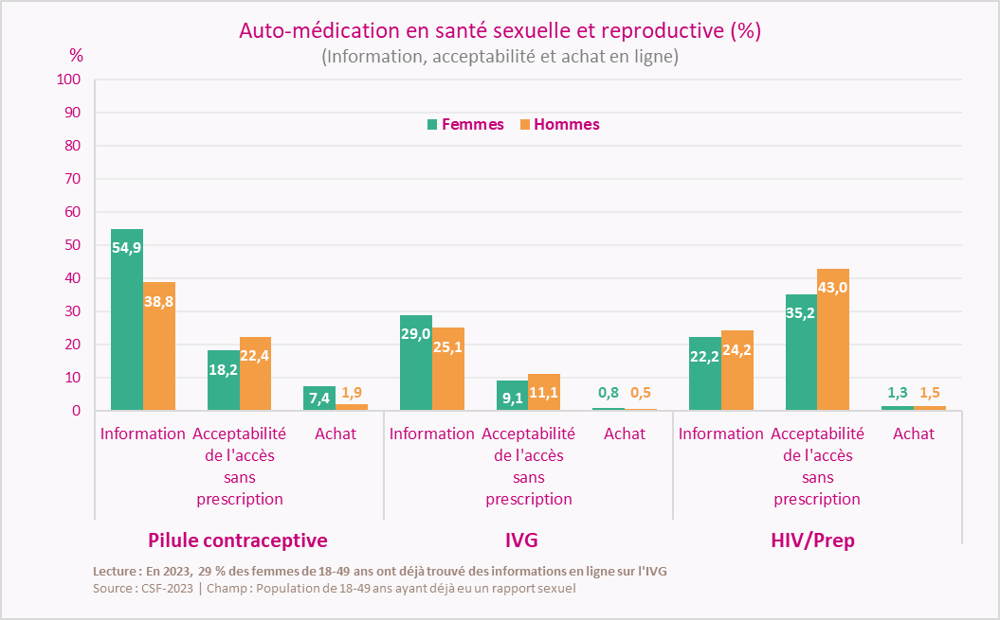 Auto-médication en santé sexuelle et reproductive (%)
(Information, acceptabilité et achat en ligne)
%
100
90
80
70
60
50
40
30
20
10
0
Femmes Hommes
54,9 38,8 18,2 22,4 7,4 1,9
29,0 25,1 9,1 11,1 0,8 0,5
22,2 24,2 35,2 43,0 1,3 1,5
Information Acceptabilité Achat Information Acceptabilité Achat Information Acceptabilité Achat
de l'accès de l'accès de l'accès
sans sans sans
prescription prescription prescription
Pilule contraceptive IVG HIV/Prep
Lecture : En 2023, 29 % des femmes de 18-49 ans ont déjà trouvé des informations en ligne sur l'IVG
Source : CSF-2023 | Champ : Population de 18-49 ans ayant déjà eu un rapport sexuel